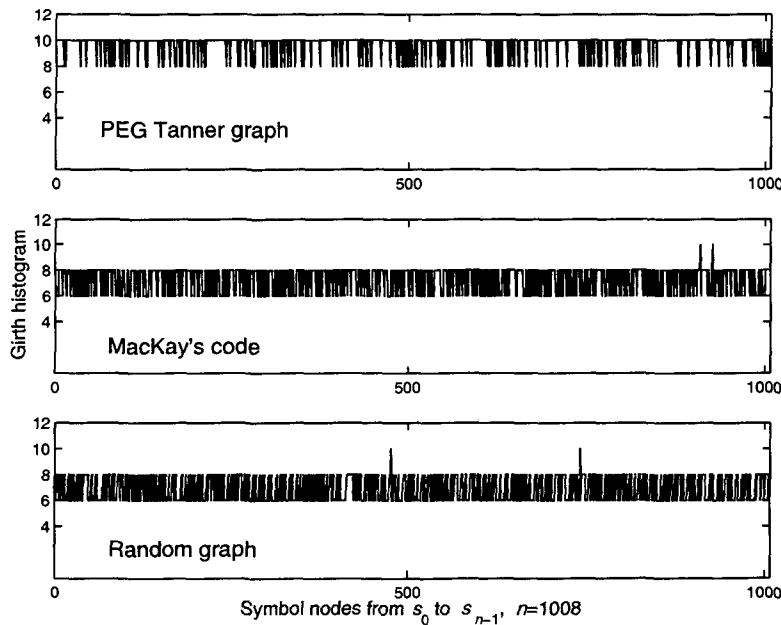 12
10
8
6
4
PEG Tanner graph
0 500 1000
12
10
8
6
4
MacKay's code
0 500 1000
Girth histogram
12
10
8
6
4
Random graph
0 500 1000
Symbol nodes from s_0 to s_{n-1}, n=1008